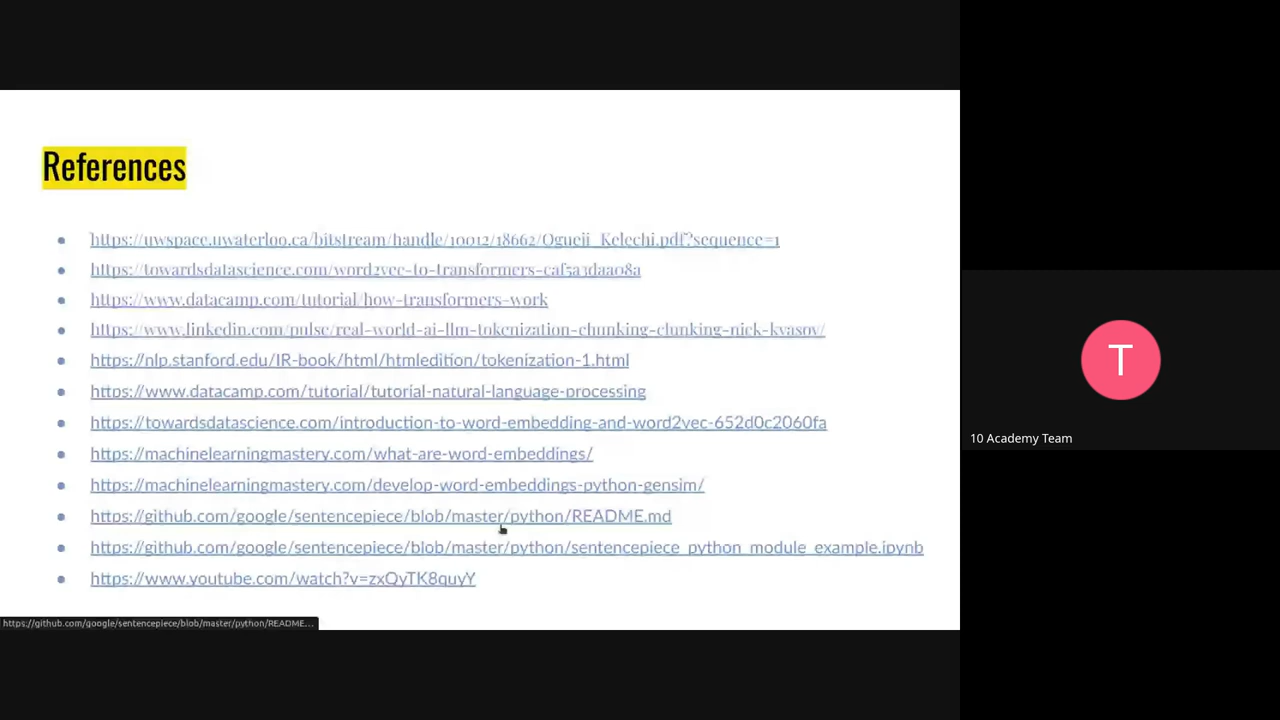 References
https://uwspace.uwaterloo.ca/bitstream/handle/10012/18662/Ogueji_Kelechi.pdf?sequence=1
https://towardsdatascience.com/word2vec-to-transformers-caf5a3daa08a
https://www.datacamp.com/tutorial/how-transformers-work
https://www.linkedin.com/pulse/real-world-ai-llm-tokenization-chunking-clunking-nick-kvasov/
https://nlp.stanford.edu/IR-book/html/htmledition/tokenization-1.html
https://www.datacamp.com/tutorial/tutorial-natural-language-processing
https://towardsdatascience.com/introduction-to-word-embedding-and-word2vec-652d0c2060fa
https://machinelearningmastery.com/what-are-word-embeddings/
https://machinelearningmastery.com/develop-word-embeddings-python-gensim/
https://github.com/google/sentencepiece/blob/master/python/README.md
https://github.com/google/sentencepiece/blob/master/python/sentencepiece_python_module_example.ipynb
https://www.youtube.com/watch?v=zxQyTK8quyY
https://github.com/google/sentencepiece/blob/master/python/README...
T
10 Academy Team